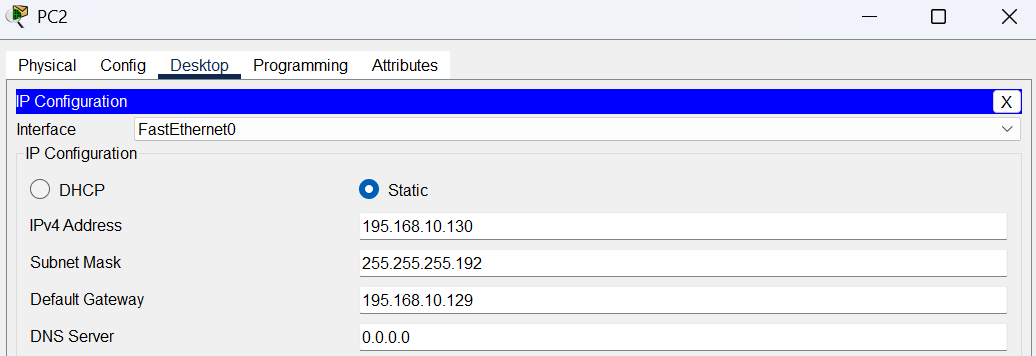 PC2
Physical Config Desktop Programming Attributes
IP Configuration X
Interface FastEthernet0
IP Configuration
DHCP Static
IPv4 Address 195.168.10.130
Subnet Mask 255.255.255.192
Default Gateway 195.168.10.129
DNS Server 0.0.0.0